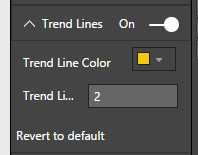 Trend Lines On
Trend Line Color
Trend Li... 2
Revert to default